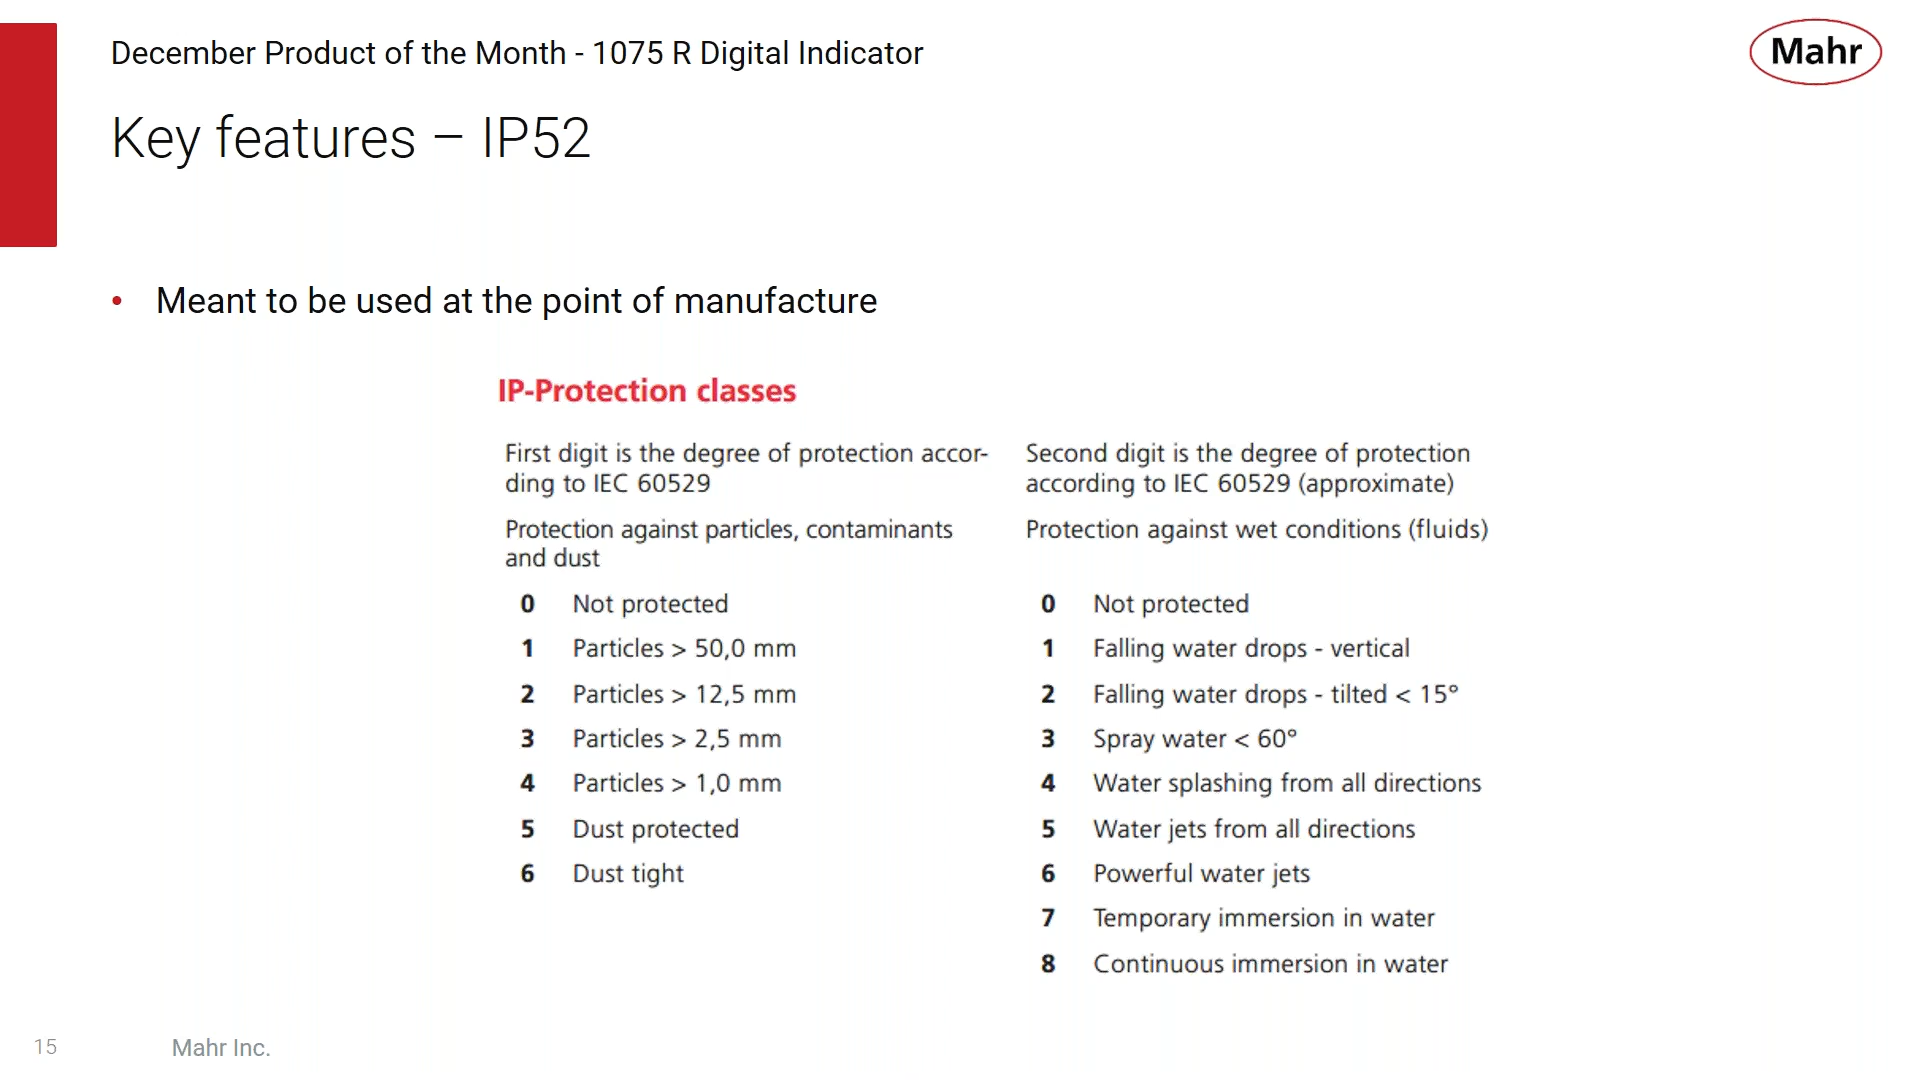 December Product of the Month - 1075 R Digital Indicator
Mahr
Key features – IP52
• Meant to be used at the point of manufacture
IP-Protection classes
First digit is the degree of protection accor-
ding to IEC 60529
Protection against particles, contaminants
and dust
0 Not protected
1 Particles > 50,0 mm
2 Particles > 12,5 mm
3 Particles > 2,5 mm
4 Particles > 1,0 mm
5 Dust protected
6 Dust tight
Second digit is the degree of protection
according to IEC 60529 (approximate)
Protection against wet conditions (fluids)
0 Not protected
1 Falling water drops - vertical
2 Falling water drops - tilted < 15°
3 Spray water < 60°
4 Water splashing from all directions
5 Water jets from all directions
6 Powerful water jets
7 Temporary immersion in water
8 Continuous immersion in water
15
Mahr Inc.